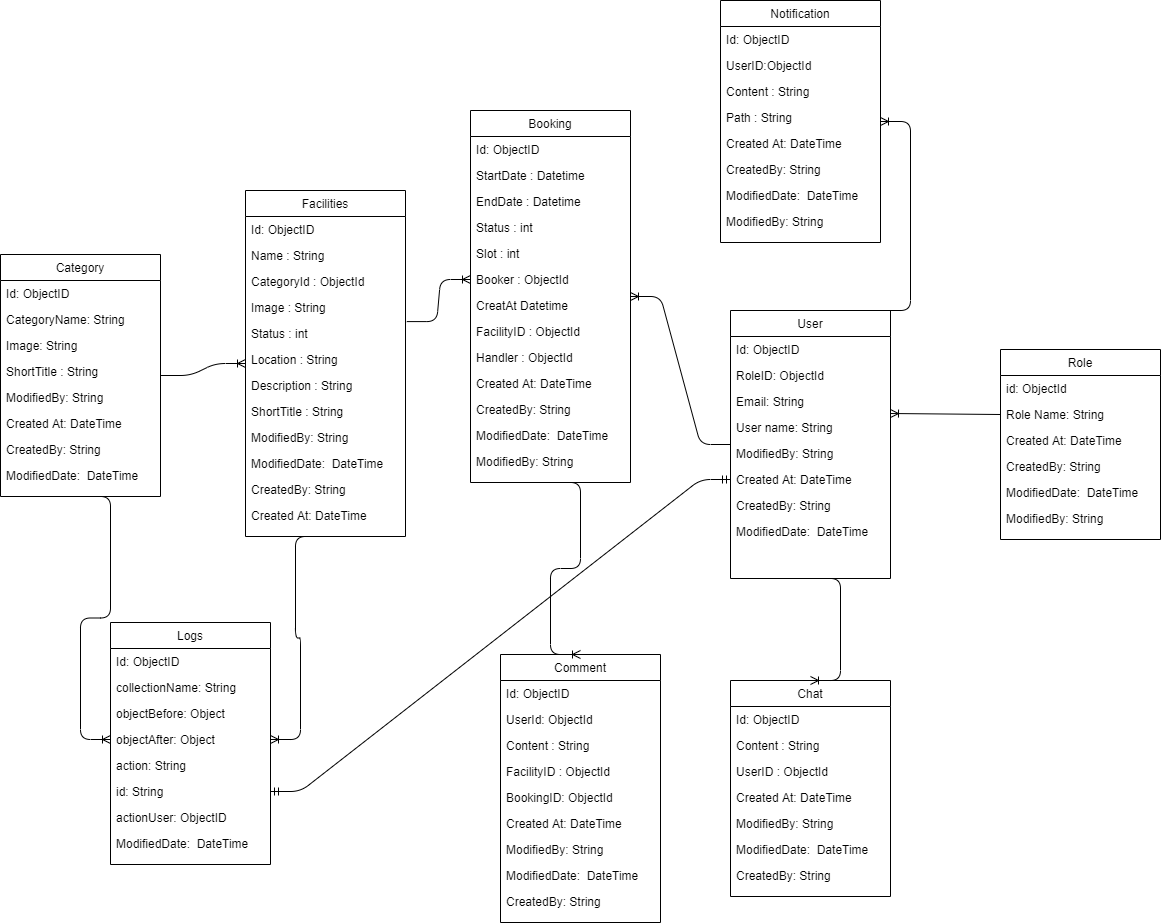 Notification
Id: ObjectID
UserID:ObjectId
Content : String
Path : String
Created At: DateTime
CreatedBy: String
ModifiedDate:  DateTime
ModifiedBy: String
Booking
Id: ObjectID
StartDate : Datetime
EndDate : Datetime
Status : int
Slot : int
Booker : ObjectId
CreatAt Datetime
FacilityID : ObjectId
Handler : ObjectId
Created At: DateTime
CreatedBy: String
ModifiedDate:  DateTime
ModifiedBy: String
Facilities
Id: ObjectID
Name : String
CategoryId : ObjectId
Image : String
Status : int
Location : String
Description : String
ShortTitle : String
ModifiedBy: String
ModifiedDate:  DateTime
CreatedBy: String
Created At: DateTime
Category
Id: ObjectID
CategoryName: String
Image: String
ShortTitle : String
ModifiedBy: String
Created At: DateTime
CreatedBy: String
ModifiedDate:  DateTime
User
Id: ObjectID
RoleID: ObjectId
Email: String
User name: String
ModifiedBy: String
Created At: DateTime
CreatedBy: String
ModifiedDate:  DateTime
Role
id: ObjectId
Role Name: String
Created At: DateTime
CreatedBy: String
ModifiedDate:  DateTime
ModifiedBy: String
Logs
Id: ObjectID
collectionName: String
objectBefore: Object
objectAfter: Object
action: String
id: String
actionUser: ObjectID
ModifiedDate:  DateTime
Comment
Id: ObjectID
UserId: ObjectId
Content : String
FacilityID : ObjectId
BookingID: ObjectId
Created At: DateTime
ModifiedBy: String
ModifiedDate:  DateTime
CreatedBy: String
Chat
Id: ObjectID
Content : String
UserID : ObjectId
Created At: DateTime
ModifiedBy: String
ModifiedDate:  DateTime
CreatedBy: String